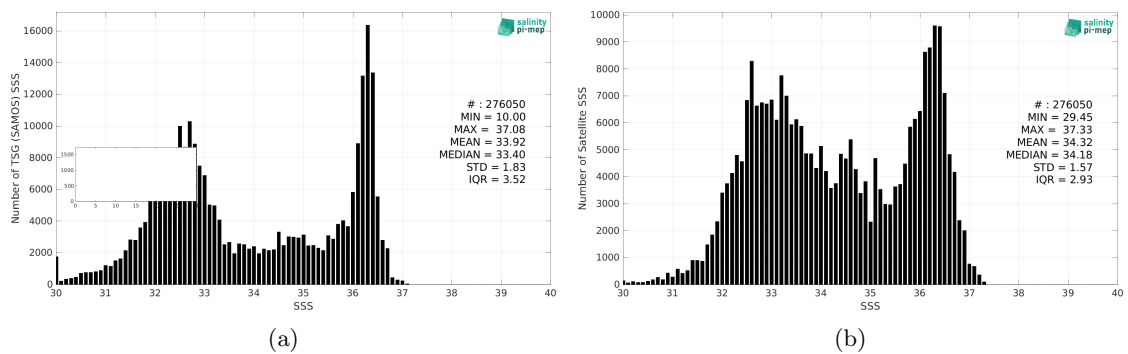 16000
14000
12000
10000
8000
6000
4000
2000
0
Number of TSG (SAMOS) SSS
1500
1000
500
0
0 5 10 15
30 31 32 33 34 35 36 37 38 39 40
SSS
salinity
pi-mep
# : 276050
MIN = 10.00
MAX = 37.08
MEAN = 33.92
MEDIAN = 33.40
STD = 1.83
IQR = 3.52
(a)
10000
9000
8000
7000
6000
5000
4000
3000
2000
1000
0
Number of Satellite SSS
30 31 32 33 34 35 36 37 38 39 40
SSS
salinity
pi-mep
# : 276050
MIN = 29.45
MAX = 37.33
MEAN = 34.32
MEDIAN = 34.18
STD = 1.57
IQR = 2.93
(b)